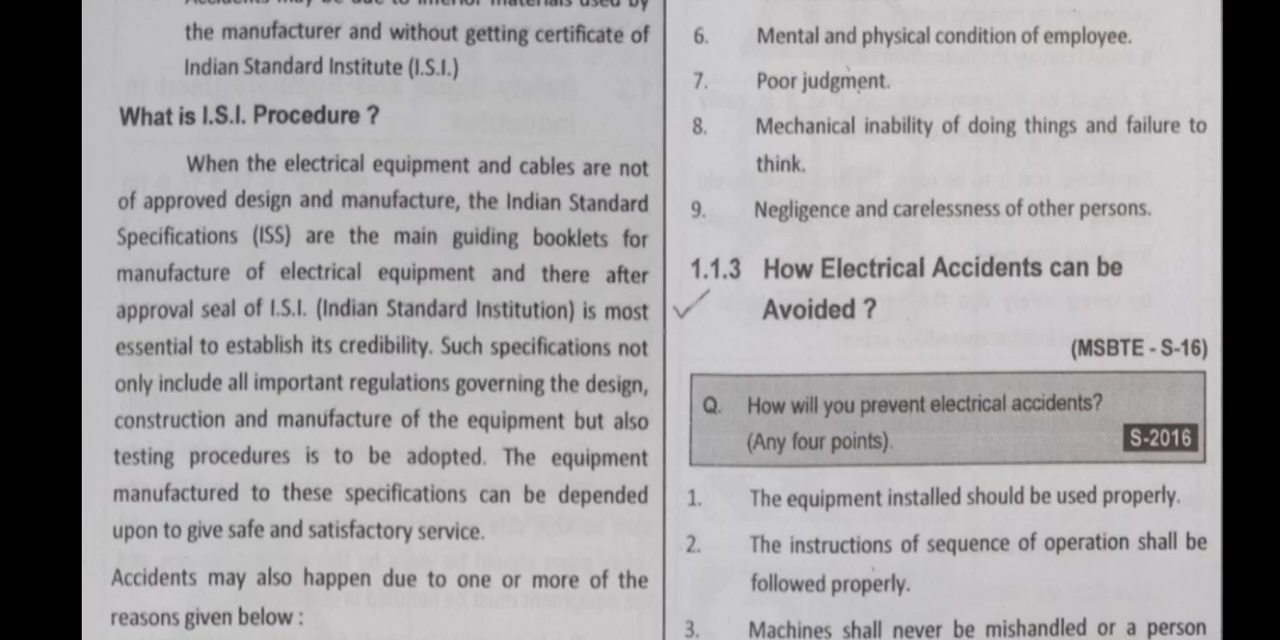 Accidents may be due to inferior materials used by
the manufacturer and without getting certificate of
Indian Standard Institute (I.S.I.)
What is I.S.I. Procedure ?
When the electrical equipment and cables are not
of approved design and manufacture, the Indian Standard
Specifications (ISS) are the main guiding booklets for
manufacture of electrical equipment and there after
approval seal of I.S.I. (Indian Standard Institution) is most
essential to establish its credibility. Such specifications not
only include all important regulations governing the design,
construction and manufacture of the equipment but also
testing procedures is to be adopted. The equipment
manufactured to these specifications can be depended
upon to give safe and satisfactory service.
Accidents may also happen due to one or more of the
reasons given below :
6. Mental and physical condition of employee.
7. Poor judgment.
8. Mechanical inability of doing things and failure to
think.
9. Negligence and carelessness of other persons.
1.1.3 How Electrical Accidents can be
Avoided ?
(MSBTE - S-16)
Q. How will you prevent electrical accidents?
(Any four points). S-2016
1. The equipment installed should be used properly.
2. The instructions of sequence of operation shall be
followed properly.
3. Machines shall never be mishandled or a person